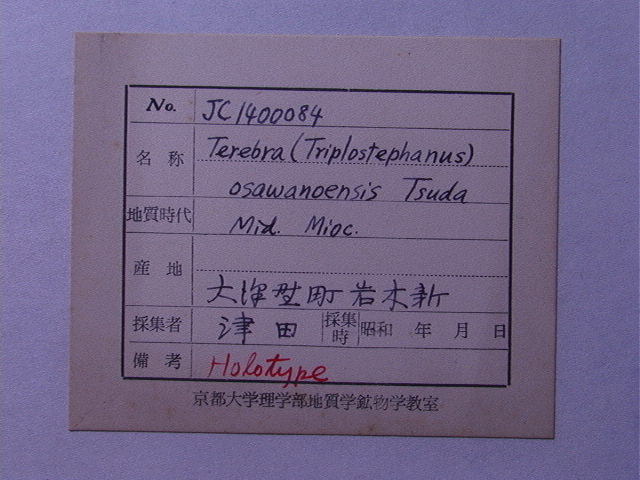 No. JC1400084
名称 Terebra (Triplostephanus)
osawanoensis Tsuda
地質時代 Mid. Mioc.
産地
大沢野町岩木新
採集者 津田 採集時 昭和 年 月 日
備考 Holotype
京都大学理学部地質学鉱物学教室